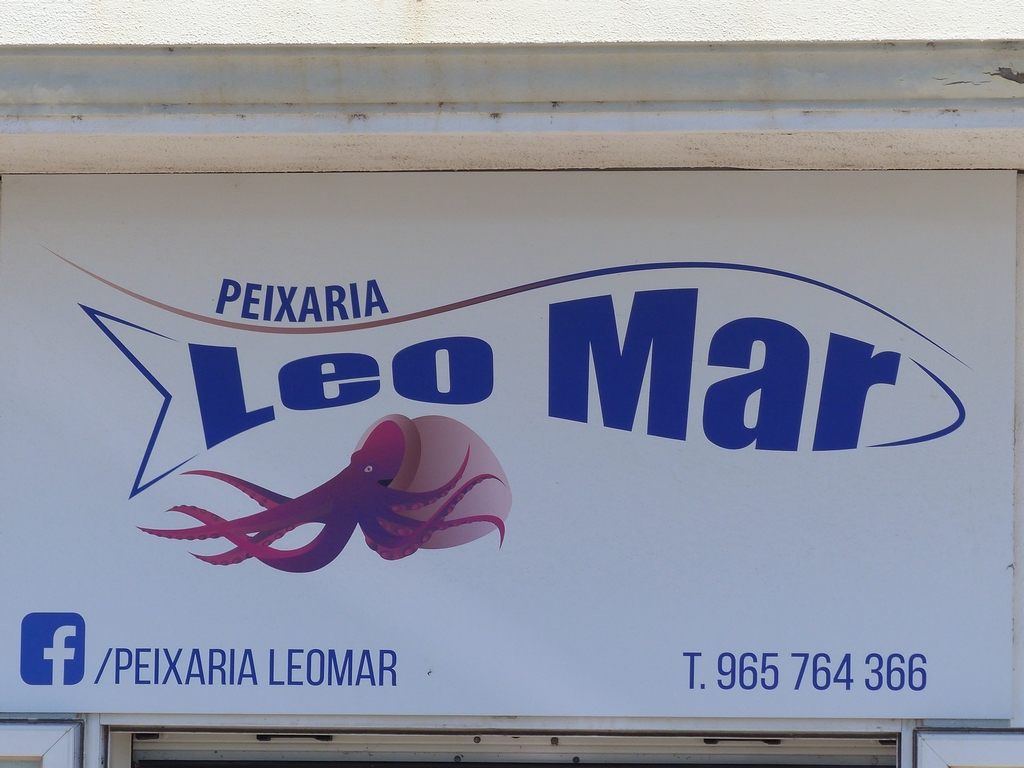 PEIXARIA
Leo Mar
/PEIXARIA LEOMAR
T. 965 764 366